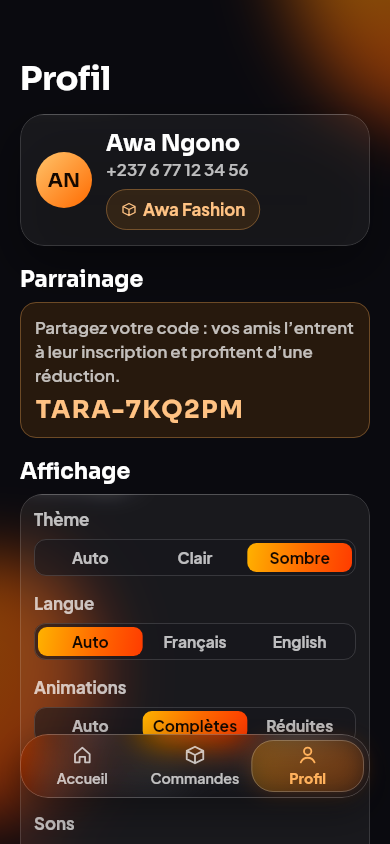 Profil
AN
Awa Ngono
+237 6 77 12 34 56
Awa Fashion
Parrainage
Partagez votre code : vos amis l’entrent
à leur inscription et profitent d’une
réduction.
TARA-7KQ2PM
Affichage
Thème
Auto Clair Sombre
Langue
Auto Français English
Animations
Auto Complètes Réduites
Accueil Commandes Profil
Sons